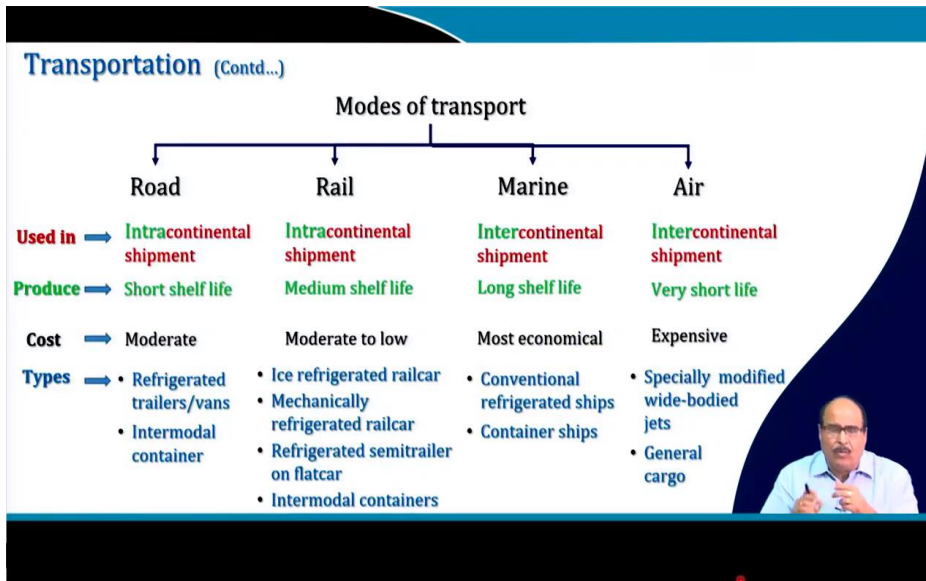 Transportation (Contd...)
Modes of transport
Road Rail Marine Air
Used in Intracontinental shipment Intracontinental shipment Intercontinental shipment Intercontinental shipment
Produce Short shelf life Medium shelf life Long shelf life Very short life
Cost Moderate Moderate to low Most economical Expensive
Types
• Refrigerated
trailers/vans
• Intermodal
container
• Ice refrigerated railcar
• Mechanically
refrigerated railcar
• Refrigerated semitrailer
on flatcar
• Intermodal containers
• Conventional
refrigerated ships
• Container ships
• Specially modified
wide-bodied
jets
• General
cargo